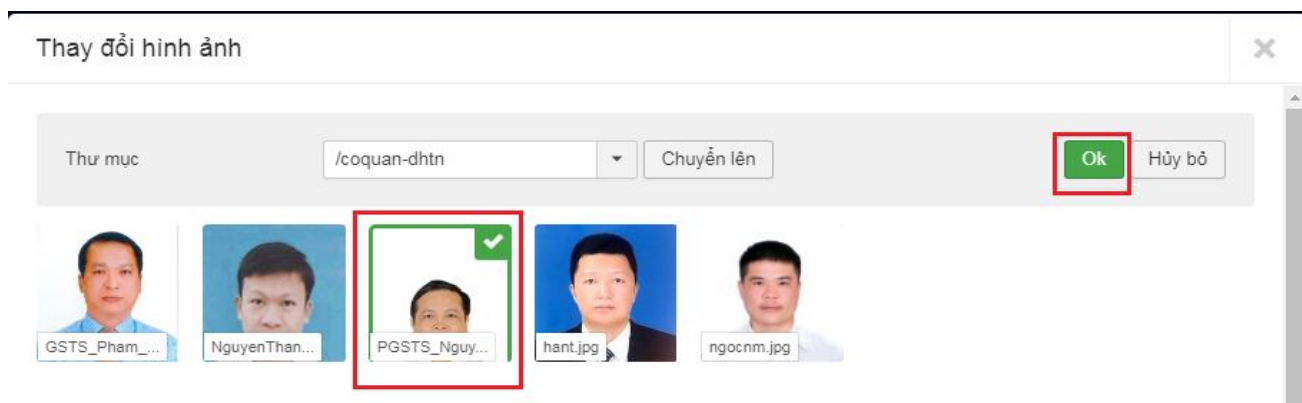 Thay đổi hình ảnh
Thư mục /coquan-dhtn Chuyển lên Ok Hủy bỏ
GSTS_Pham_... NguyenThan... PGSTS_Nguy... hant.jpg ngocnm.jpg